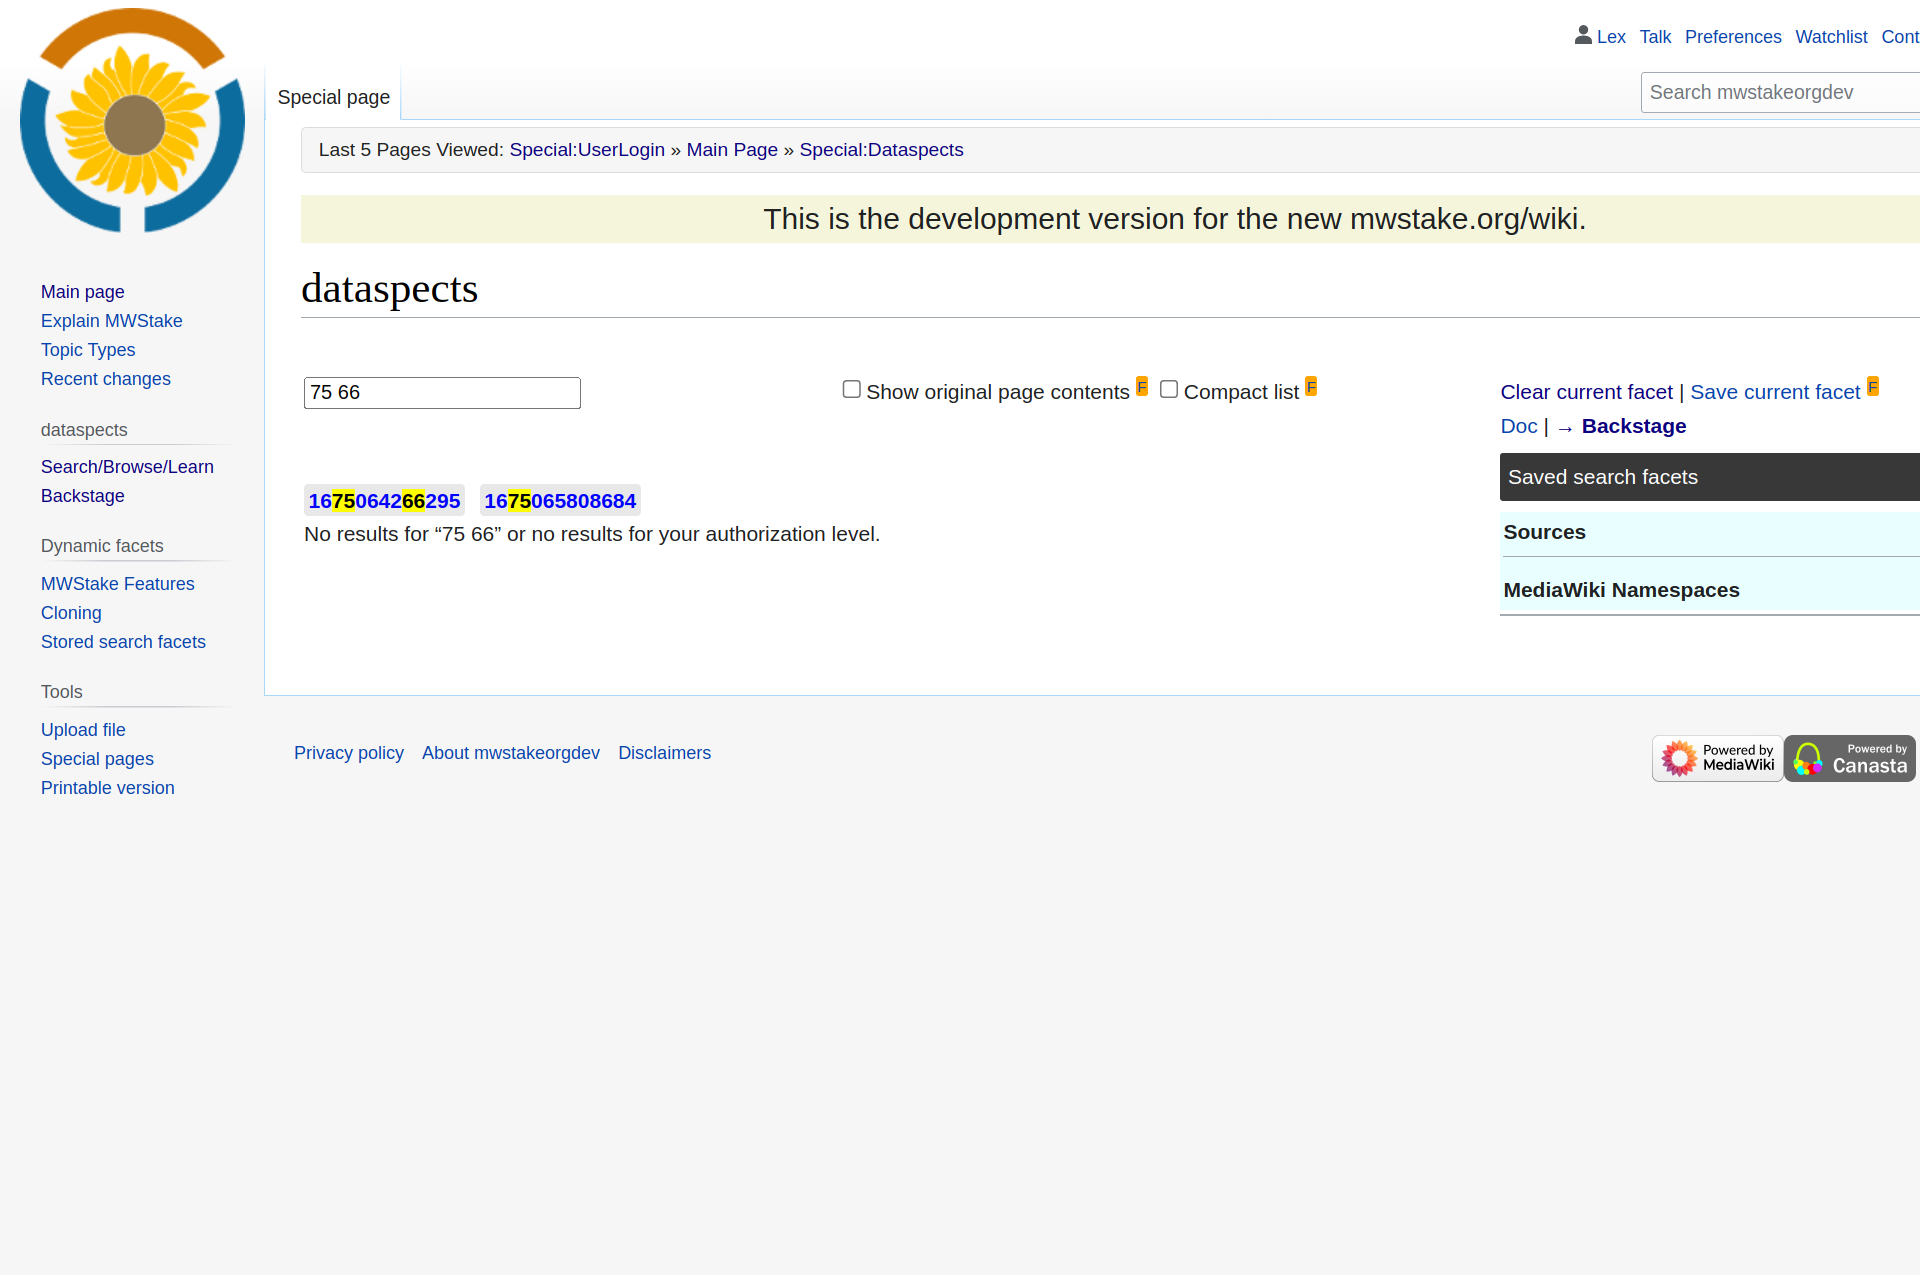 Lex Talk Preferences Watchlist Cont
Special page
Search mwstakeorgdev
Last 5 Pages Viewed: Special:UserLogin » Main Page » Special:Dataspects
This is the development version for the new mwstake.org/wiki.
dataspects
Main page
Explain MWStake
Topic Types
Recent changes
dataspects
Search/Browse/Learn
Backstage
Dynamic facets
MWStake Features
Cloning
Stored search facets
Tools
Upload file
Special pages
Printable version
75 66
Show original page contents F Compact list F
1675064266295 1675065808684
No results for “75 66” or no results for your authorization level.
Clear current facet | Save current facet F
Doc | → Backstage
Saved search facets
Sources
MediaWiki Namespaces
Privacy policy About mwstakeorgdev Disclaimers
Powered by
MediaWiki
Powered by
Canasta